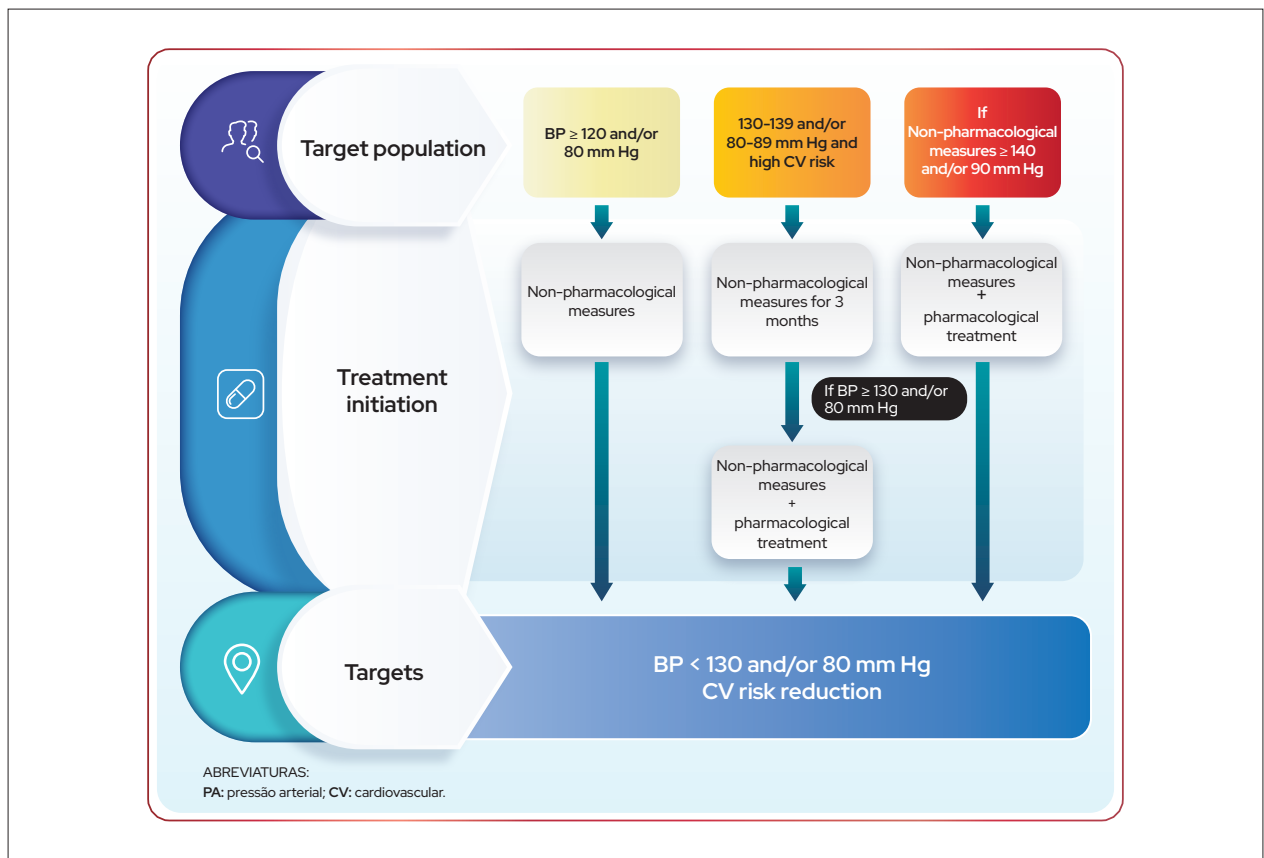 Target population
BP ≥ 120 and/or
80 mm Hg
130-139 and/or
80-89 mm Hg and
high CV risk
If
Non-pharmacological
measures ≥ 140
and/or 90 mm Hg
Treatment
initiation
Non-pharmacological
measures
Non-pharmacological
measures for 3
months
Non-pharmacological
measures
+
pharmacological
treatment
If BP ≥ 130 and/or
80 mm Hg
Non-pharmacological
measures
+
pharmacological
treatment
Targets
BP < 130 and/or 80 mm Hg
CV risk reduction
ABREVIATURAS:
PA: pressão arterial; CV: cardiovascular.